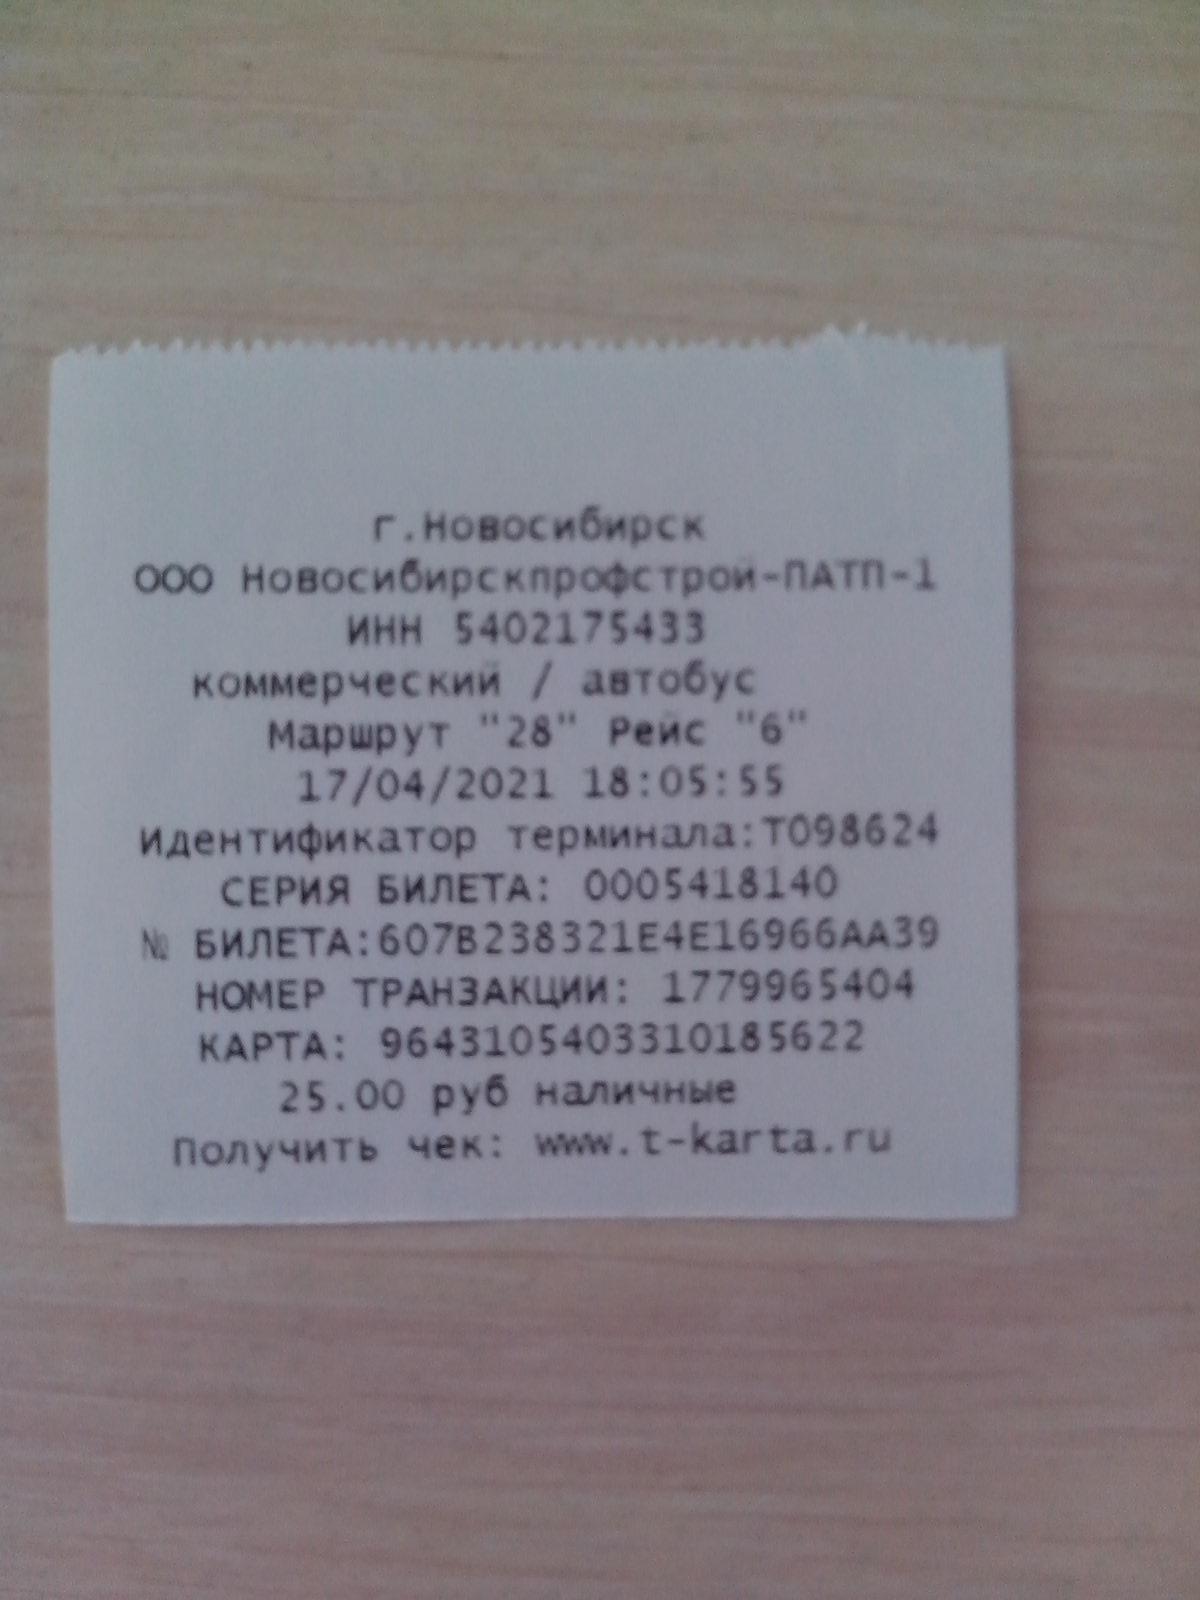 г.Новосибирск
ООО Новосибирскпрофстрой-ПАТП-1
ИНН 5402175433
коммерческий / автобус
Маршрут "28" Рейс "6"
17/04/2021 18:05:55
Идентификатор терминала:T098624
СЕРИЯ БИЛЕТА: 0005418140
№ БИЛЕТА:607B238321E4E16966AA39
НОМЕР ТРАНЗАКЦИИ: 1779965404
КАРТА: 9643105403310185622
25.00 руб наличные
Получить чек: www.t-karta.ru